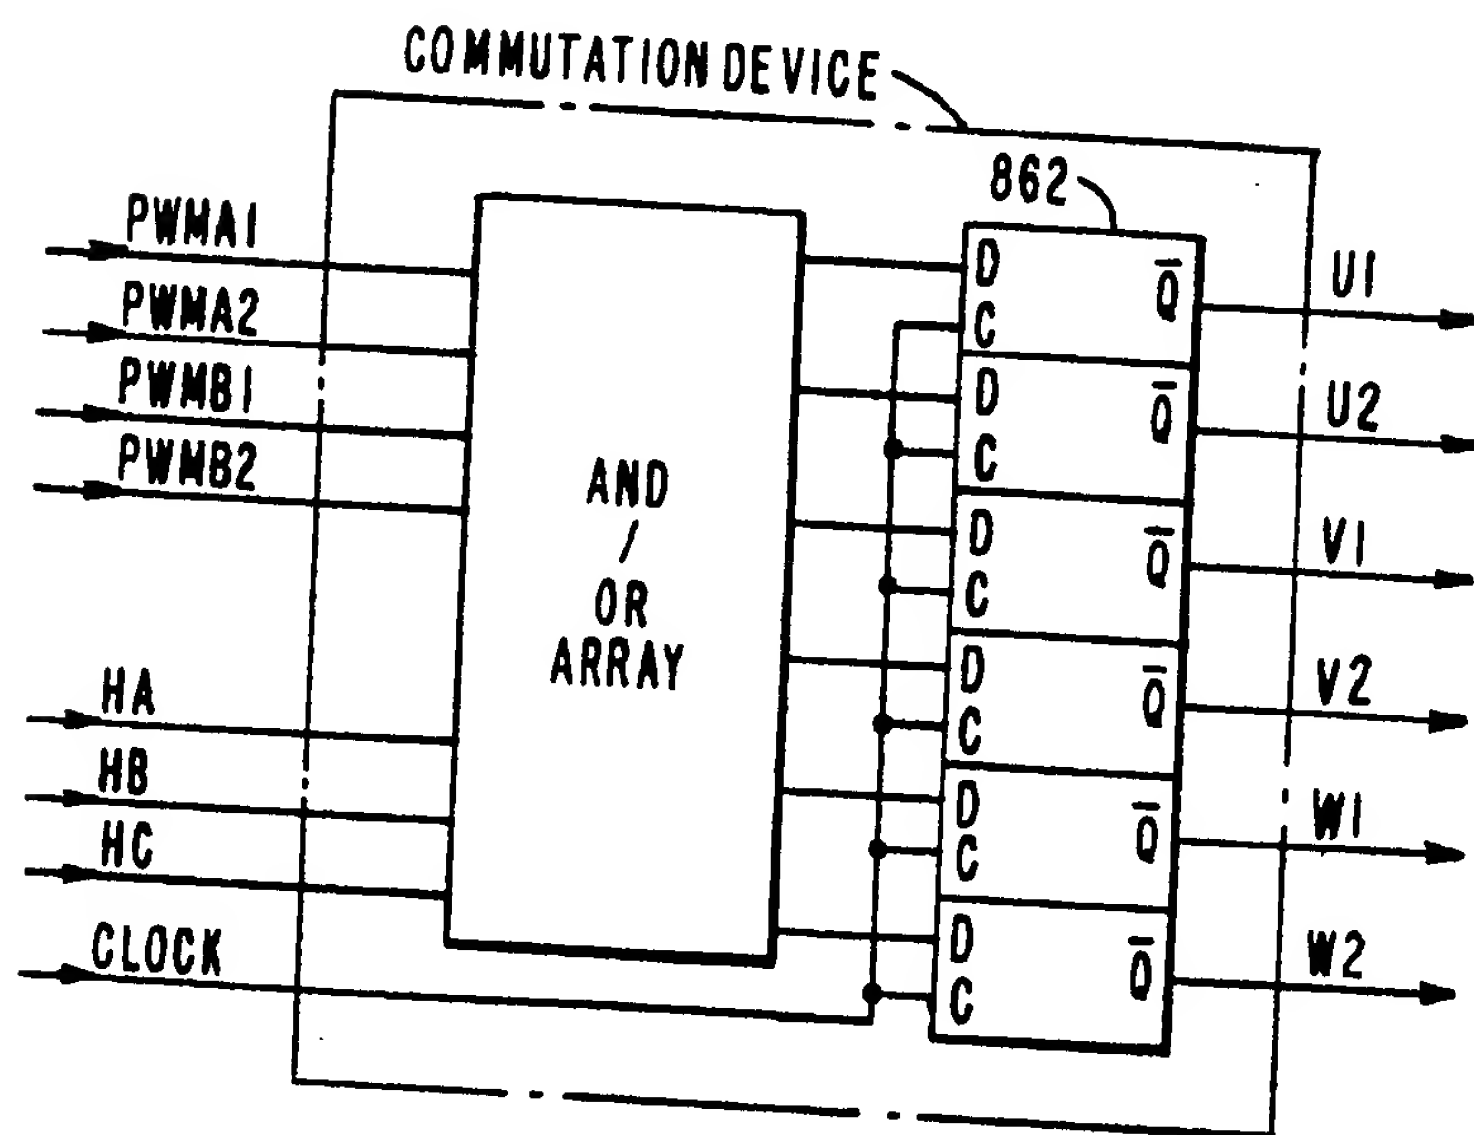 COMMUTATION DEVICE
862
PWMA1
PWMA2
PWMB1
PWMB2
HA
HB
HC
CLOCK
AND
/
OR
ARRAY
D
C
Q̅
D
C
Q̅
D
C
Q̅
D
C
Q̅
D
C
Q̅
D
C
Q̅
U1
U2
V1
V2
W1
W2